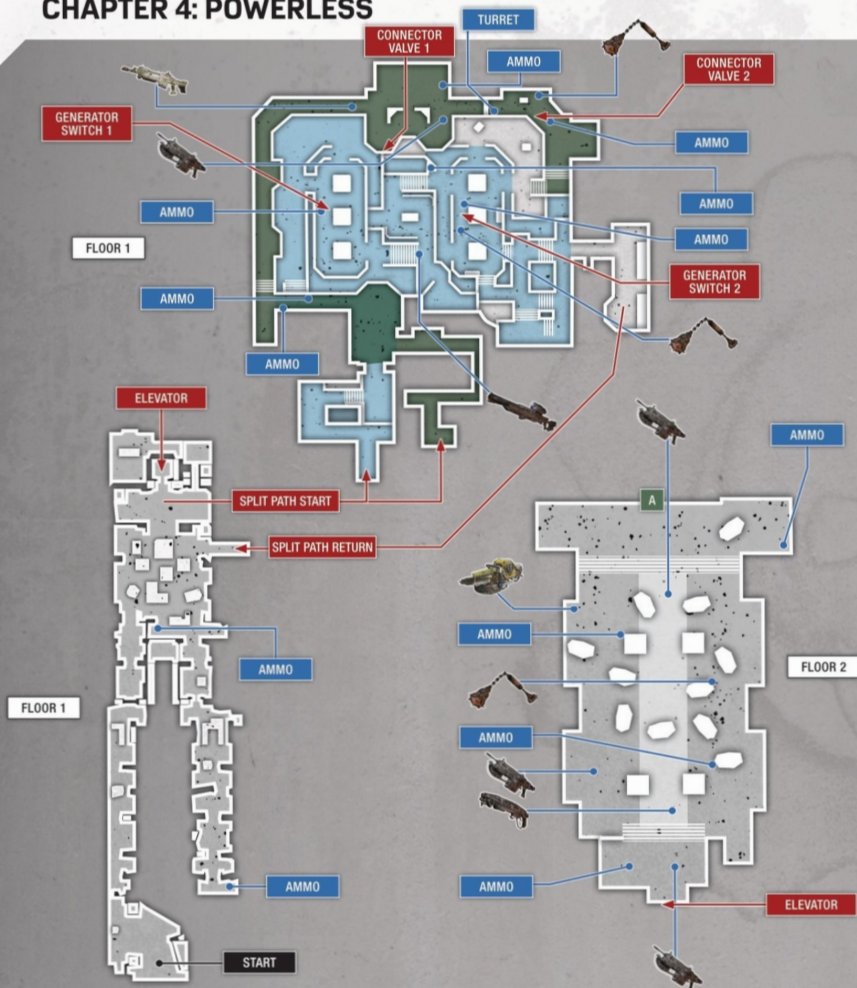 CHAPTER 4: POWERLESS
TURRET
CONNECTOR
VALVE 1
AMMO
CONNECTOR
VALVE 2
GENERATOR
SWITCH 1
AMMO
AMMO
AMMO
AMMO
FLOOR 1
GENERATOR
SWITCH 2
AMMO
AMMO
ELEVATOR
AMMO
SPLIT PATH START
A
SPLIT PATH RETURN
AMMO
AMMO
FLOOR 2
FLOOR 1
AMMO
AMMO
AMMO
ELEVATOR
START